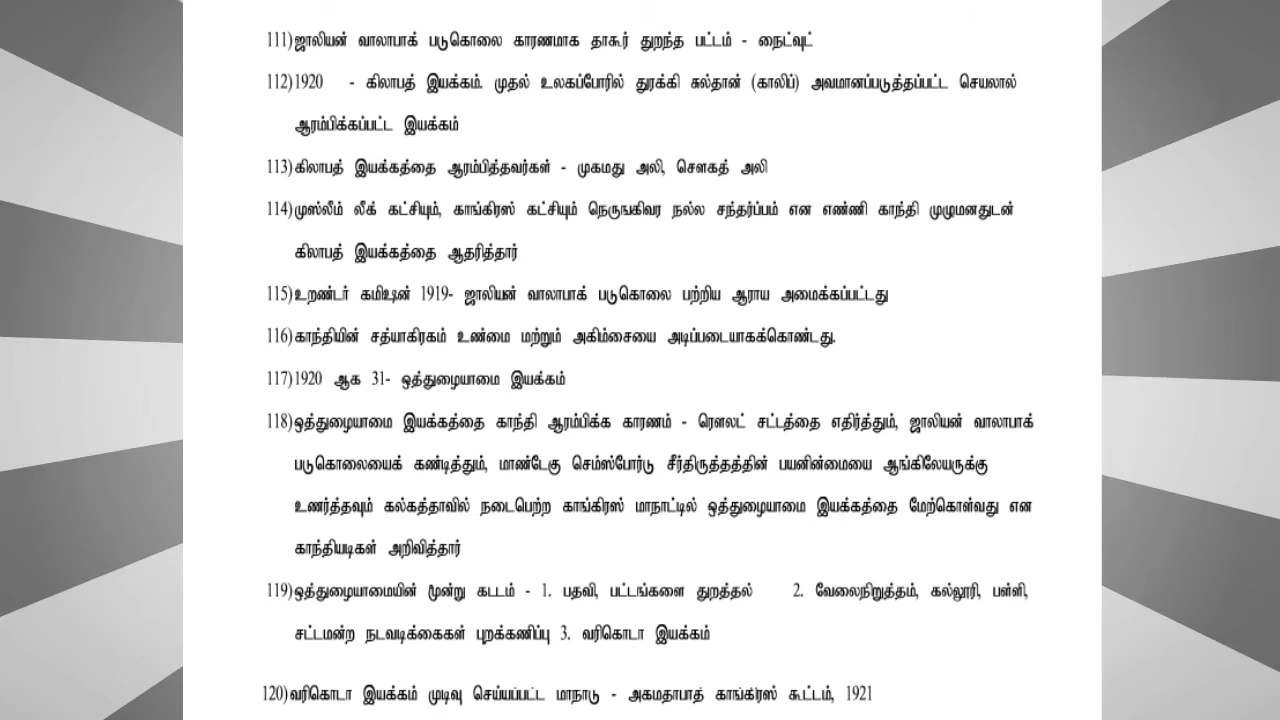 111)ஜாலியன் வாலாபாக் படுகொலை காரணமாக தாகூர் துறந்த பட்டம் - நைட்வுட்
112)1920 - கிலாபத் இயக்கம். முதல் உலகப்போரில் துரக்கி சுல்தான் (காலிப்) அவமானப்படுத்தப்பட்ட செயலால்
ஆரம்பிக்கப்பட்ட இயக்கம்
113)கிலாபத் இயக்கத்தை ஆரம்பித்தவர்கள் - முகமது அலி, சௌகத் அலி
114)முஸ்லீம் லீக் கட்சியும், காங்கிரஸ் கட்சியும் நெருஙகிவர நல்ல சந்தர்ப்பம் என எண்ணி காந்தி முழுமனதுடன்
கிலாபத் இயக்கத்தை ஆதரித்தார்
115)உறண்டர் கமிஷன் 1919- ஜாலியன் வாலாபாக் படுகொலை பற்றிய ஆராய அமைக்கப்பட்டது
116)காந்தியின் சத்யாகிரகம் உண்மை மற்றும் அகிம்சையை அடிப்படையாகக்கொண்டது.
117)1920 ஆக 31- ஒத்துழையாமை இயக்கம்
118)ஒத்துழையாமை இயக்கத்தை காந்தி ஆரம்பிக்க காரணம் - ரௌலட் சட்டத்தை எதிர்த்தும், ஜாலியன் வாலாபாக்
படுகொலையைக் கண்டித்தும், மாண்டேகு செம்ஸ்போர்டு சீர்திருத்தத்தின் பயனின்மையை ஆங்கிலேயருக்கு
உணர்த்தவும் கல்கத்தாவில் நடைபெற்ற காங்கிரஸ் மாநாட்டில் ஒத்துழையாமை இயக்கத்தை மேற்கொள்வது என
காந்தியடிகள் அறிவித்தார்
119)ஒத்துழையாமையின் மூன்று கடடம் - 1. பதவி, பட்டங்களை துறத்தல் 2. வேலைநிறுத்தம், கல்லூரி, பள்ளி,
சட்டமன்ற நடவடிக்கைகள் புறக்கணிப்பு 3. வரிகொடா இயக்கம்
120)வரிகொடா இயக்கம் முடிவு செய்யப்பட்ட மாநாடு - அகமதாபாத் காங்கிரஸ் கூட்டம், 1921